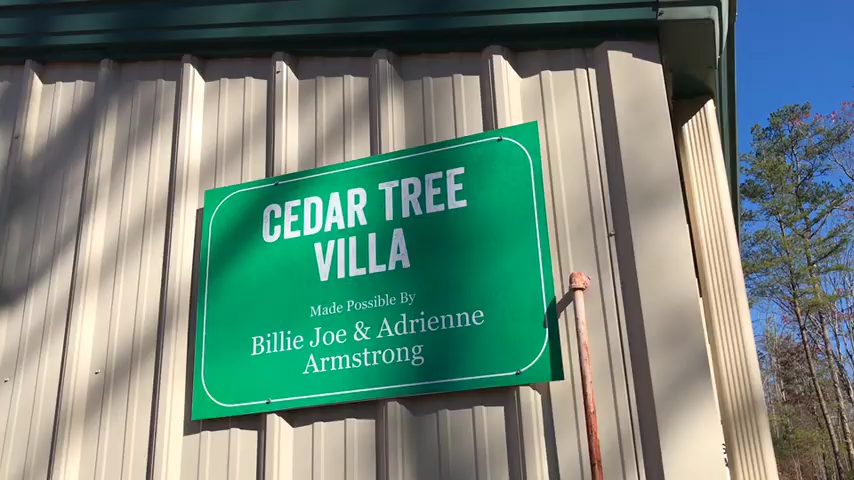 CEDAR TREE
VILLA
Made Possible By
Billie Joe & Adrienne
Armstrong